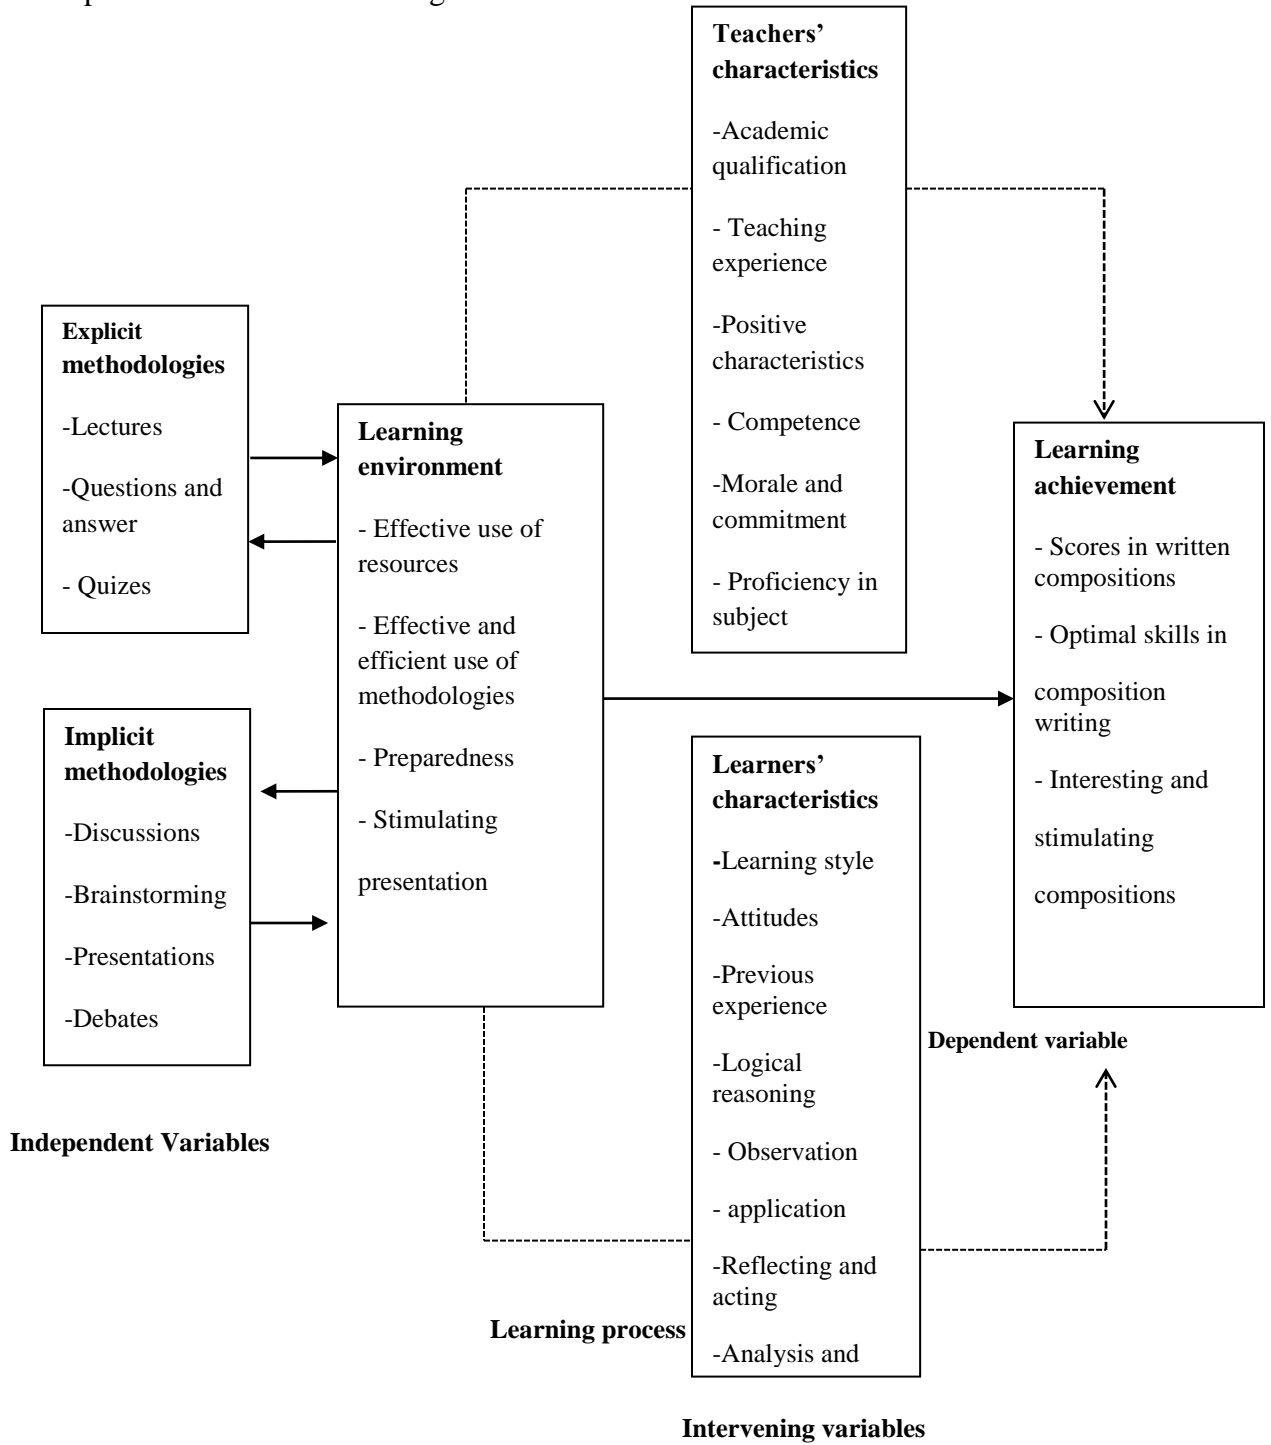 Teachers’
characteristics
-Academic
qualification
- Teaching
experience
-Positive
characteristics
- Competence
-Morale and
commitment
- Proficiency in
subject
Explicit
methodologies
-Lectures
-Questions and
answer
- Quizes
Learning
environment
- Effective use of
resources
- Effective and
efficient use of
methodologies
- Preparedness
- Stimulating
presentation
Learning
achievement
- Scores in written
compositions
- Optimal skills in
composition
writing
- Interesting and
stimulating
compositions
Implicit
methodologies
-Discussions
-Brainstorming
-Presentations
-Debates
Learners’
characteristics
-Learning style
-Attitudes
-Previous
experience
-Logical
reasoning
- Observation
- application
-Reflecting and
acting
-Analysis and
Dependent variable
Independent Variables
Learning process
Intervening variables